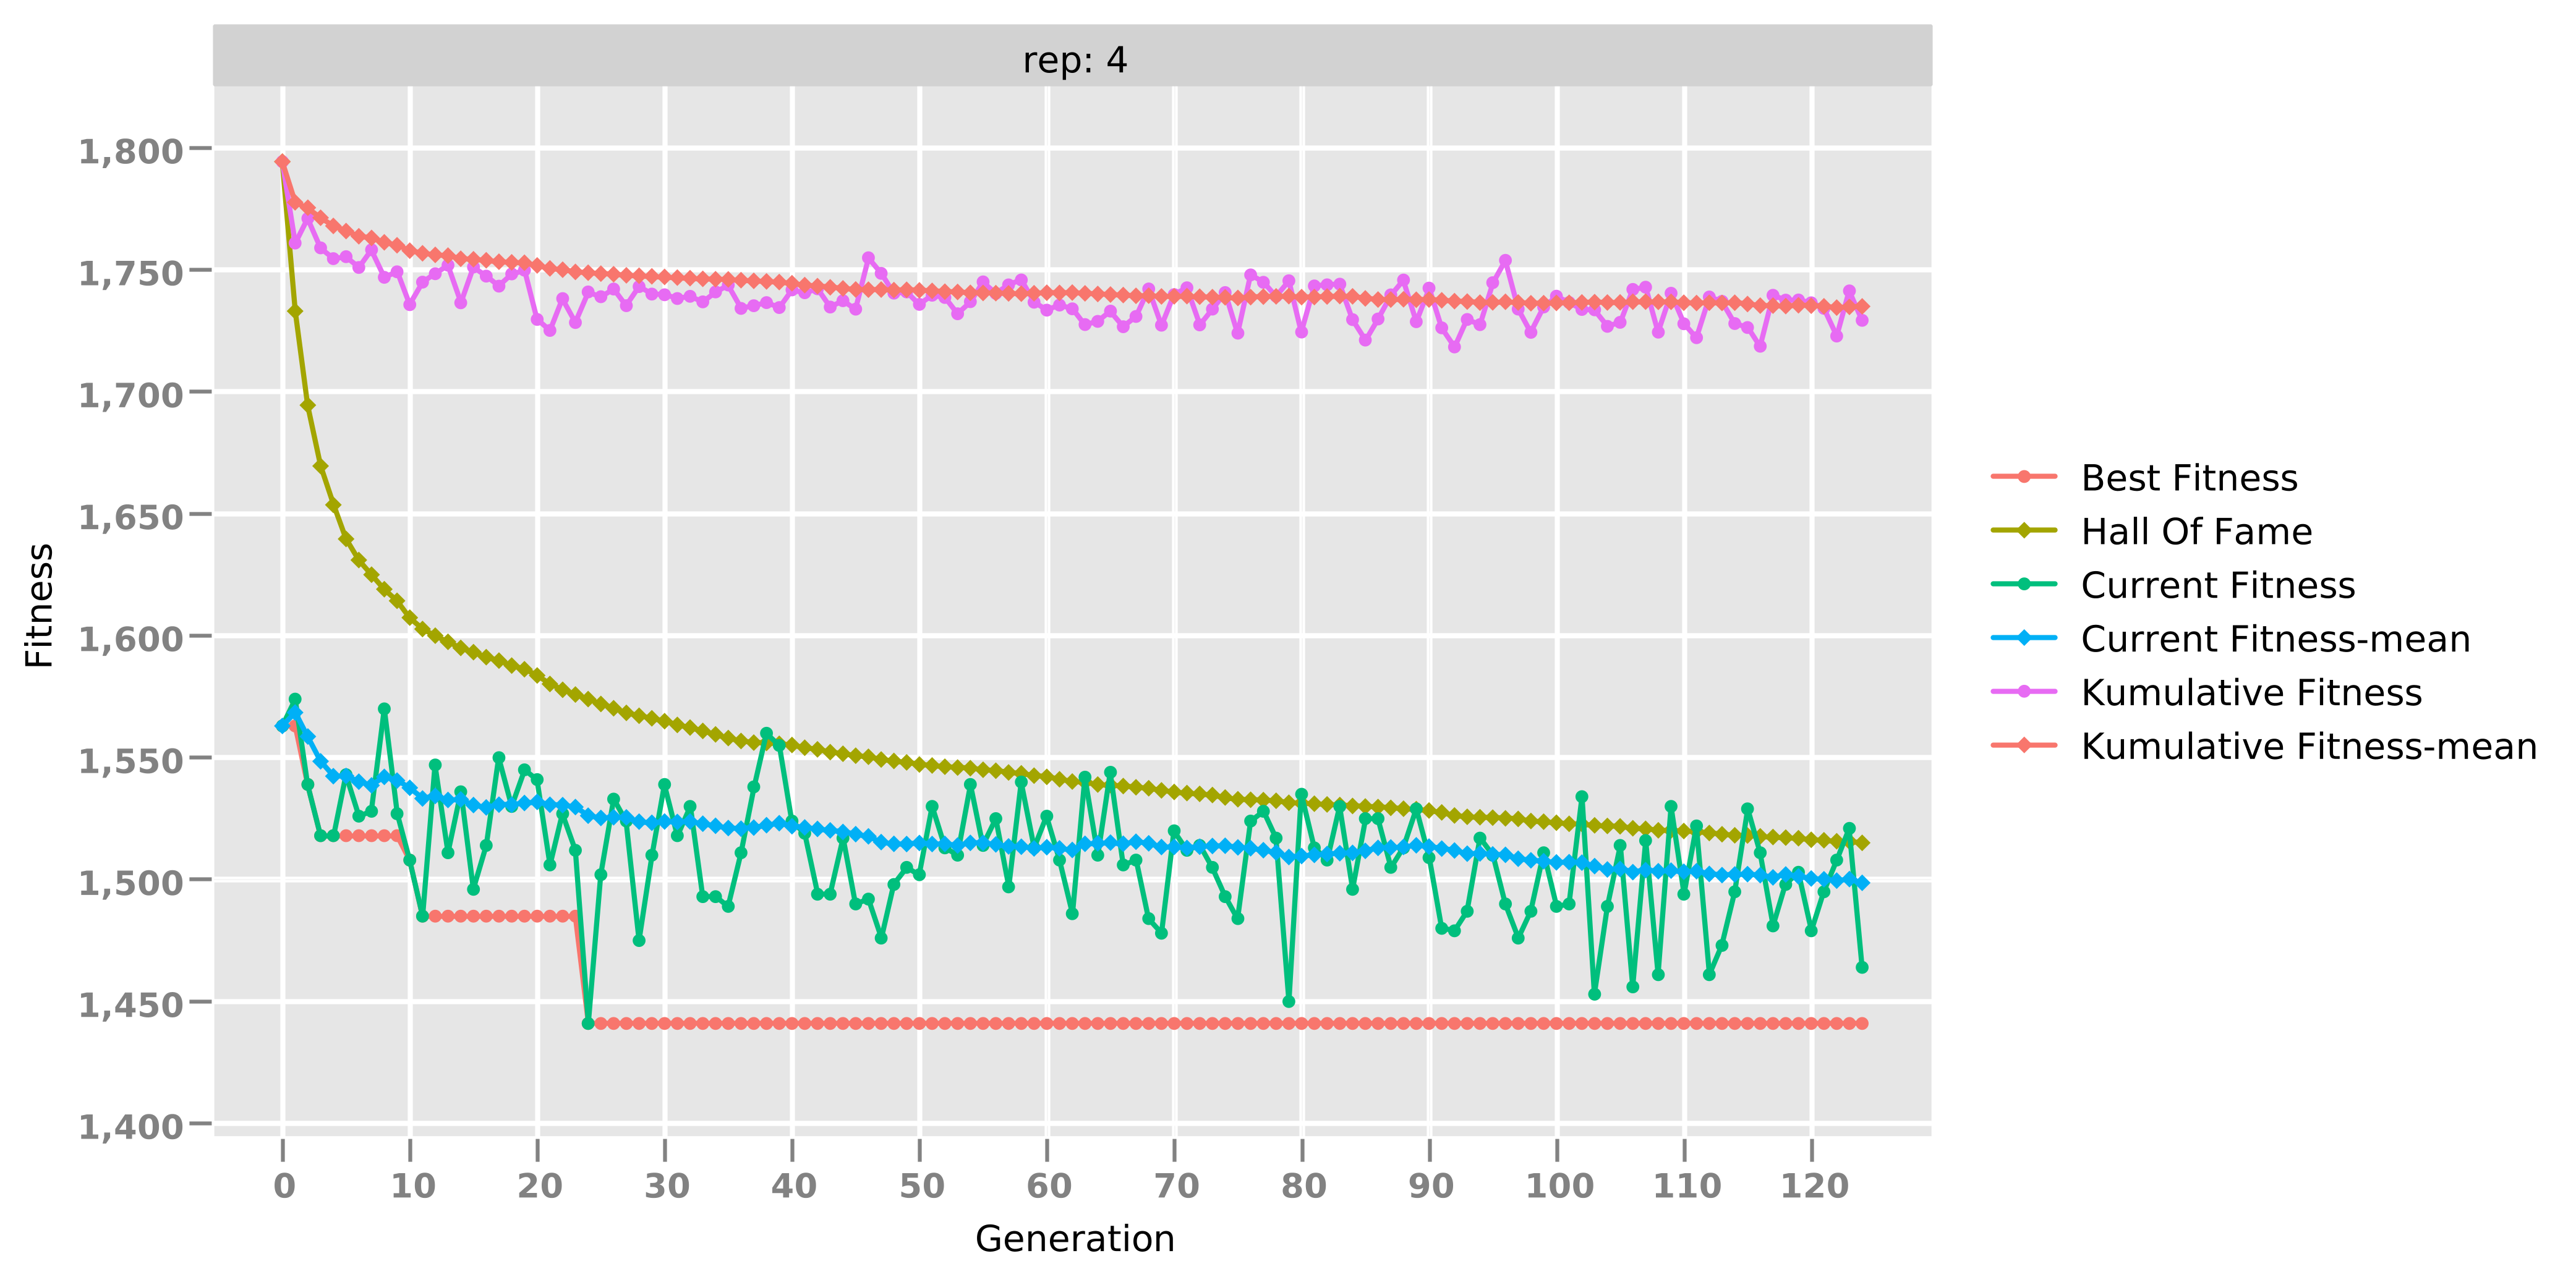 rep: 4
1,800
1,750
1,700
1,650
1,600
1,550
1,500
1,450
1,400
Fitness
0 10 20 30 40 50 60 70 80 90 100 110 120
Generation
Best Fitness
Hall Of Fame
Current Fitness
Current Fitness-mean
Kumulative Fitness
Kumulative Fitness-mean